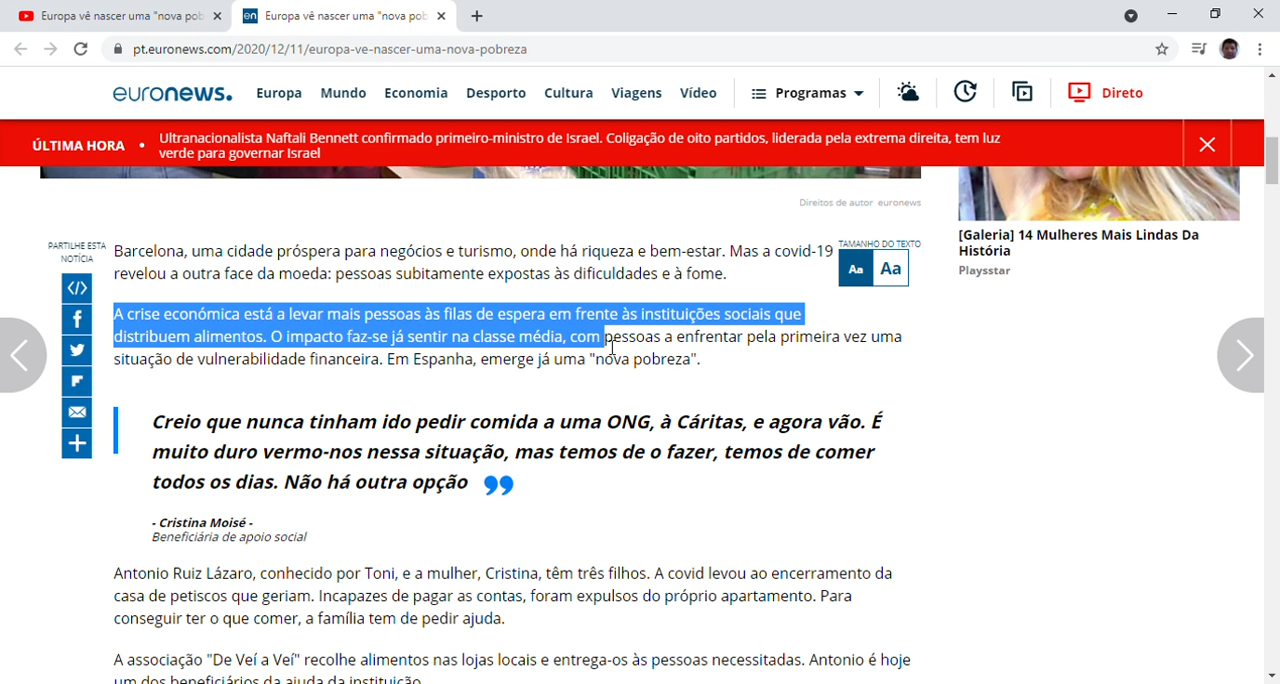 Europa vê nascer uma "nova pob
Europa vê nascer uma "nova pob
pt.euronews.com/2020/12/11/europa-ve-nascer-uma-nova-pobreza
euronews.
Europa
Mundo
Economia
Desporto
Cultura
Viagens
Vídeo
Programas
Direto
ÚLTIMA HORA • Ultranacionalista Naftali Bennett confirmado primeiro-ministro de Israel. Coligação de oito partidos, liderada pela extrema direita, tem luz
verde para governar Israel
Direitos de autor euronews
[Galeria] 14 Mulheres Mais Lindas Da
História
Playsstar
PARTILHE ESTA
NOTÍCIA
TAMANHO DO TEXTO
Aa Aa
Barcelona, uma cidade próspera para negócios e turismo, onde há riqueza e bem-estar. Mas a covid-19
revelou a outra face da moeda: pessoas subitamente expostas às dificuldades e à fome.
A crise económica está a levar mais pessoas às filas de espera em frente às instituições sociais que
distribuem alimentos. O impacto faz-se já sentir na classe média, com pessoas a enfrentar pela primeira vez uma
situação de vulnerabilidade financeira. Em Espanha, emerge já uma "nova pobreza".
Creio que nunca tinham ido pedir comida a uma ONG, à Cáritas, e agora vão. É
muito duro vermo-nos nessa situação, mas temos de o fazer, temos de comer
todos os dias. Não há outra opção
- Cristina Moisé -
Beneficiária de apoio social
Antonio Ruiz Lázaro, conhecido por Toni, e a mulher, Cristina, têm três filhos. A covid levou ao encerramento da
casa de petiscos que geriam. Incapazes de pagar as contas, foram expulsos do próprio apartamento. Para
conseguir ter o que comer, a família tem de pedir ajuda.
A associação "De Veí a Veí" recolhe alimentos nas lojas locais e entrega-os às pessoas necessitadas. Antonio é hoje
um dos beneficiários da ajuda da instituição.